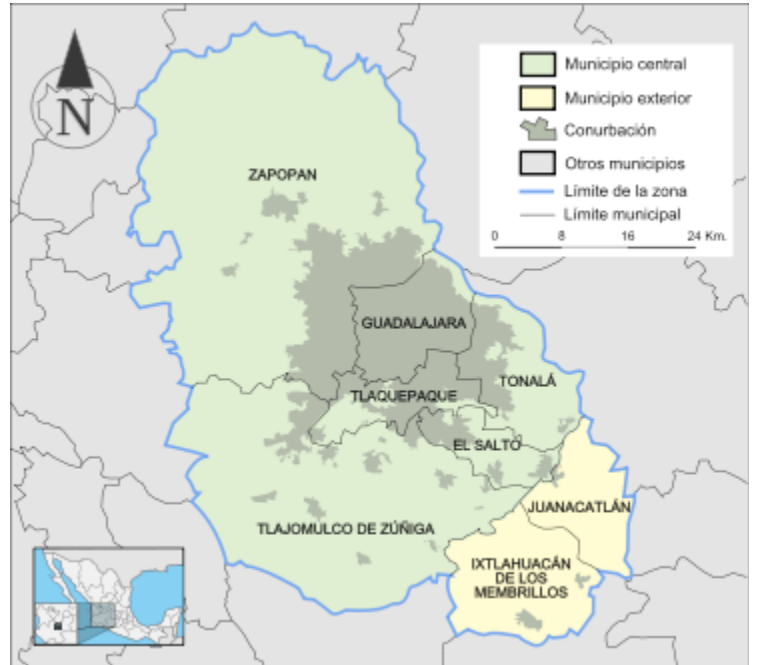 N
Municipio central
Municipio exterior
Conurbación
Otros municipios
Límite de la zona
Límite municipal
0 8 16 24 Km.
ZAPOPAN
GUADALAJARA
TONALÁ
TLAQUEPAQUE
EL SALTO
JUANACATLÁN
TLAJOMULCO DE ZÚÑIGA
IXTLAHUACÁN
DE LOS
MEMBRILLOS